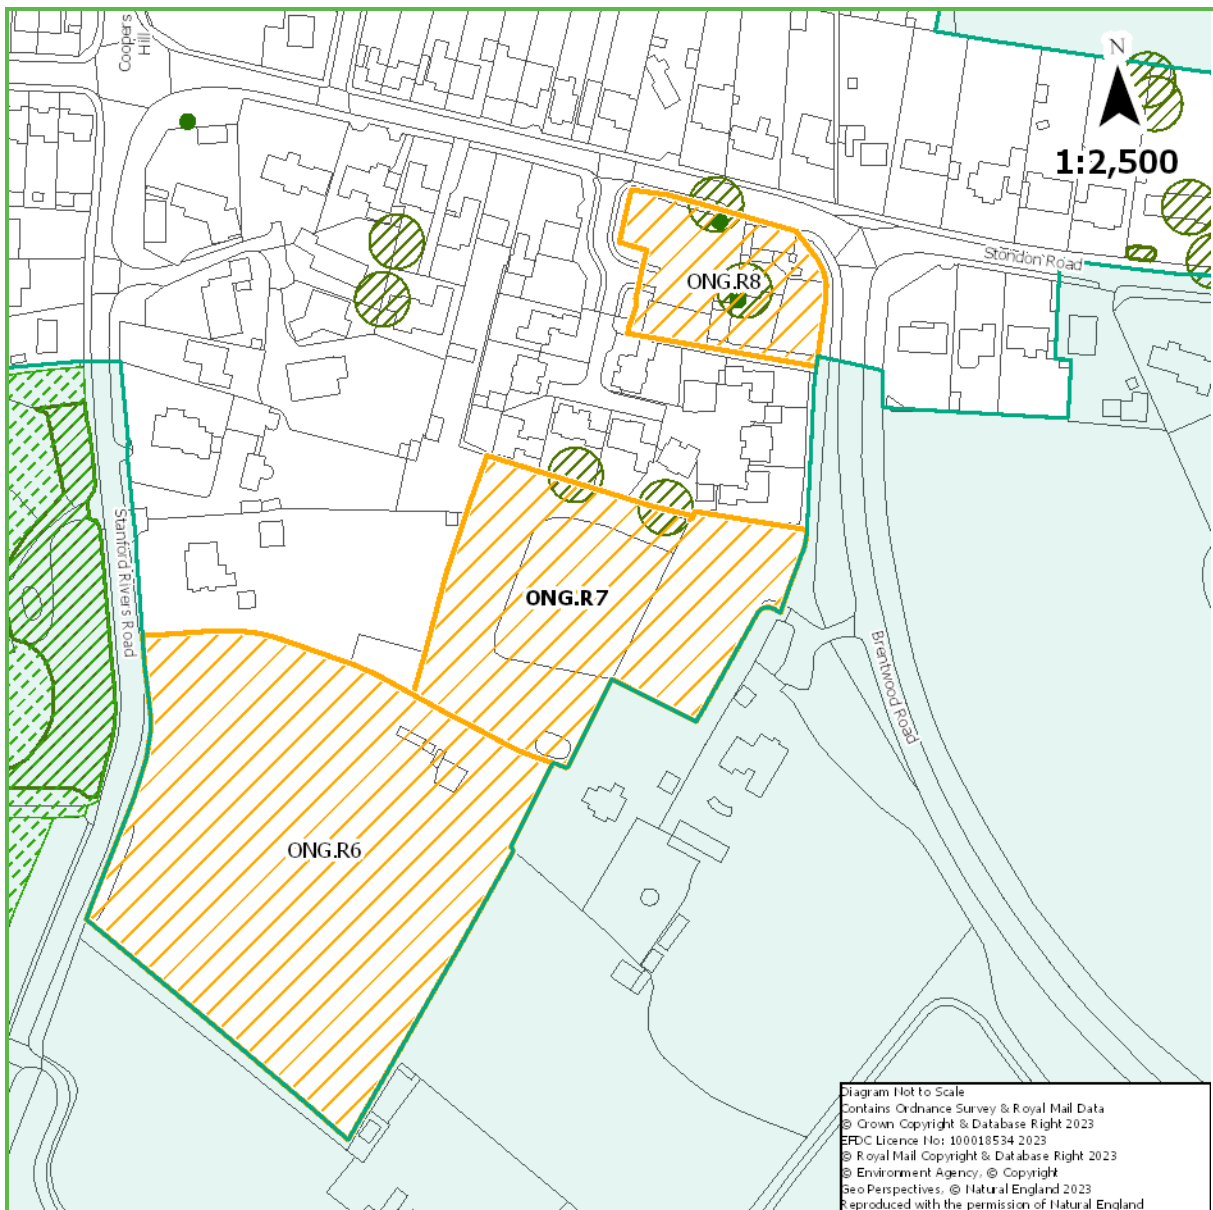 Coopers
Hill
N
1:2,500
Stondon Road
ONG.R8
Stanford Rivers Road
ONG.R7
Brentwood Road
ONG.R6
Diagram Not to Scale
Contains Ordnance Survey & Royal Mail Data
© Crown Copyright & Database Right 2023
EFDC Licence No: 100018534 2023
© Royal Mail Copyright & Database Right 2023
© Environment Agency, © Copyright
Geo Perspectives, © Natural England 2023
Reproduced with the permission of Natural England